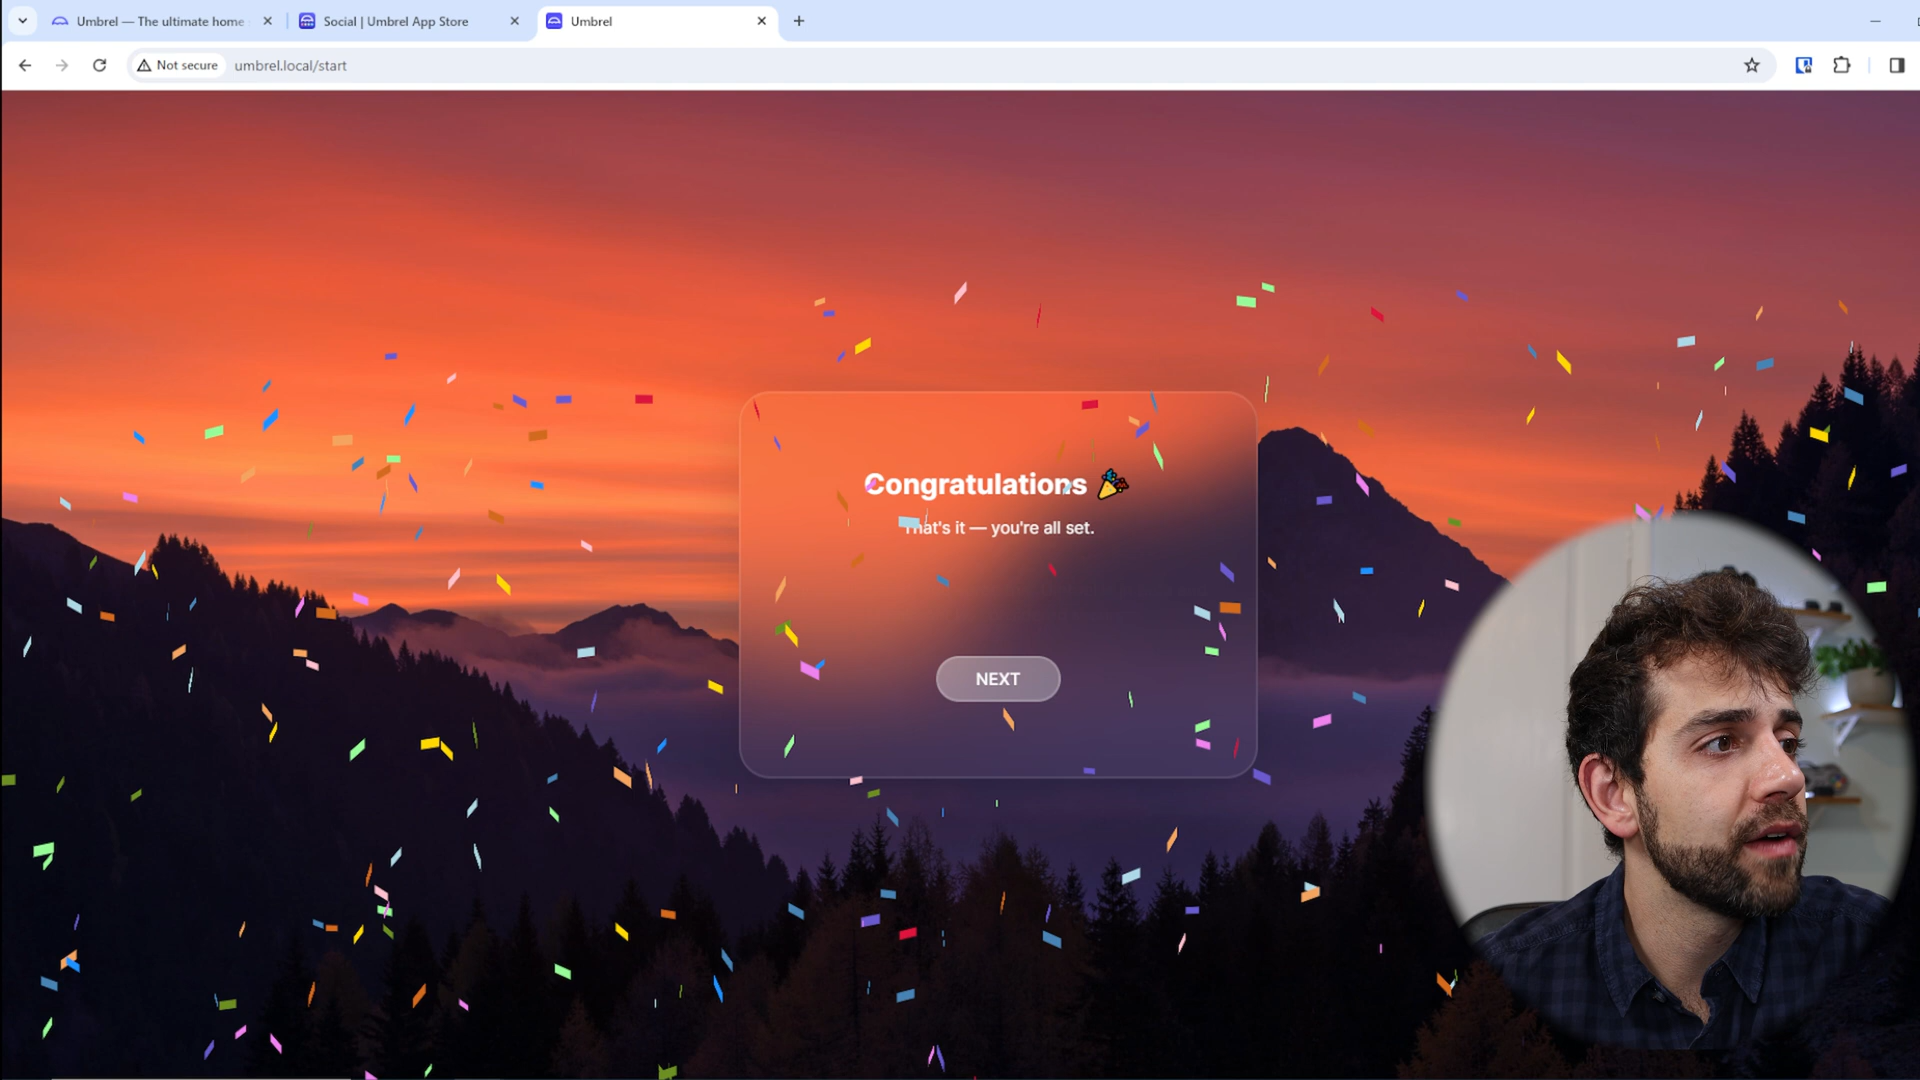 Umbrel — The ultimate home
Social | Umbrel App Store
Umbrel
Not secure
umbrel.local/start
Congratulations 🎉
That's it — you're all set.
NEXT